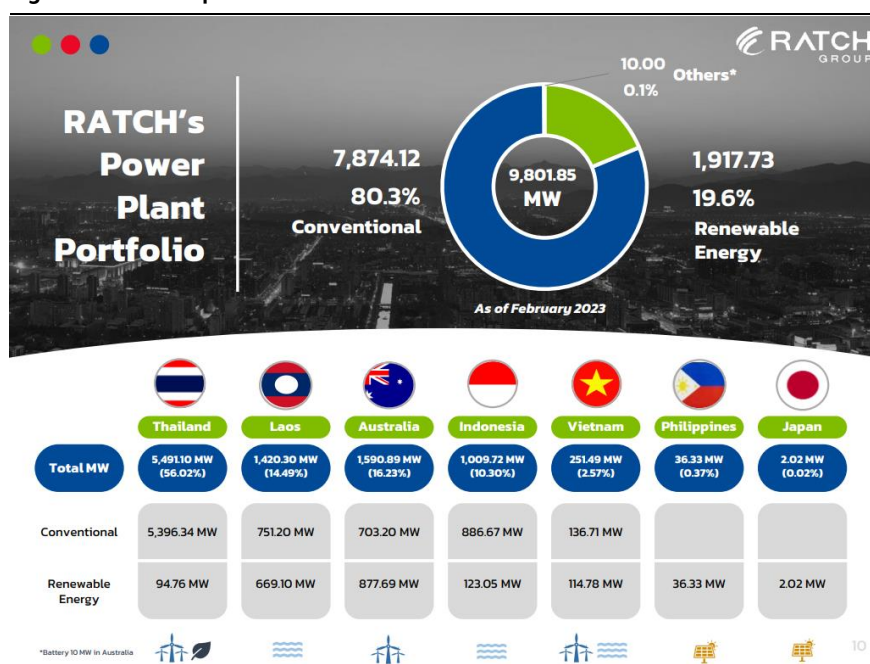 RATCH
GROUP
RATCH's
Power
Plant
Portfolio
7,874.12
80.3%
Conventional
10.00
0.1%
Others*
9,801.85
MW
1,917.73
19.6%
Renewable
Energy
As of February 2023
Thailand Laos Australia Indonesia Vietnam Philippines Japan
Total MW
5,491.10 MW (56.02%)
1,420.30 MW (14.49%)
1,590.89 MW (16.23%)
1,009.72 MW (10.30%)
251.49 MW (2.57%)
36.33 MW (0.37%)
2.02 MW (0.02%)
Conventional 5,396.34 MW 751.20 MW 703.20 MW 886.67 MW 136.71 MW
Renewable
Energy
94.76 MW 669.10 MW 877.69 MW 123.05 MW 114.78 MW 36.33 MW 2.02 MW
*Battery 10 MW in Australia
10